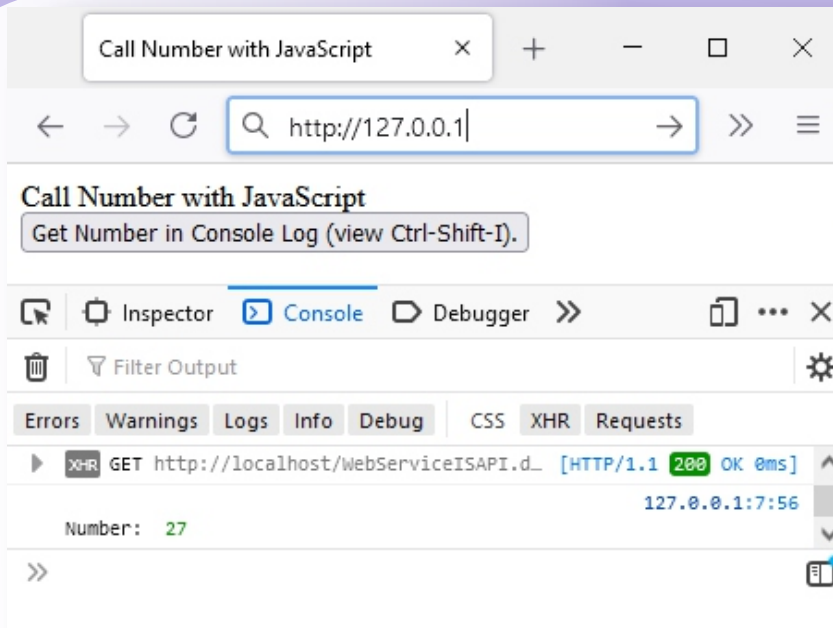 Call Number with JavaScript
http://127.0.0.1
Call Number with JavaScript
Get Number in Console Log (view Ctrl-Shift-I).
Inspector Console Debugger
Filter Output
Errors Warnings Logs Info Debug CSS XHR Requests
XHR GET http://localhost/WebServiceISAPI.d… [HTTP/1.1 200 OK 0ms]
127.0.0.1:7:56
Number: 27